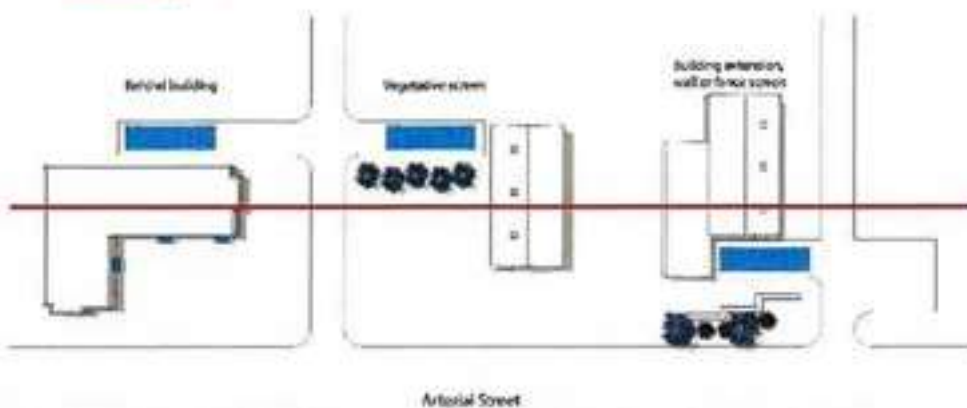 Behind building
Vegetative screen
Building extension,
wall or fence screen
Arterial Street